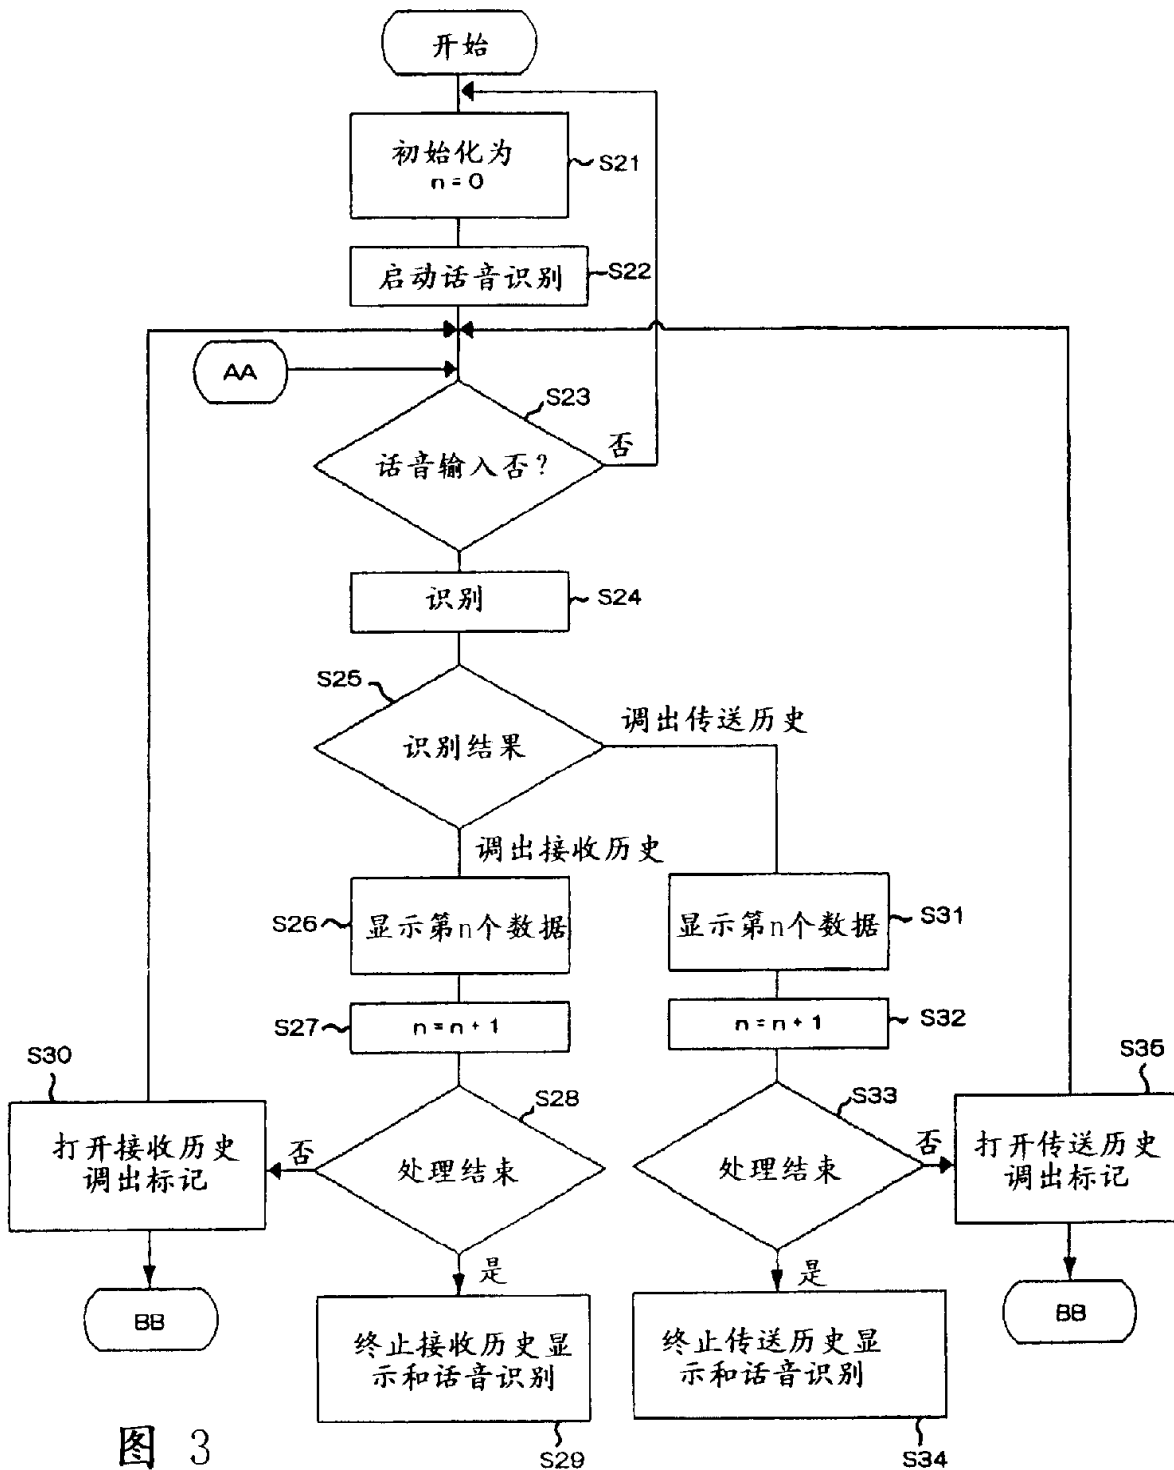 开始
初始化为
n=0
S21
启动话音识别
S22
AA
S23
话音输入否？
否
识别
S24
S25
识别结果
调出传送历史
调出接收历史
S26
显示第n个数据
显示第n个数据
S31
S27
n=n+1
n=n+1
S32
S30
打开接收历史
调出标记
否
S28
处理结束
S33
处理结束
否
S35
打开传送历史
调出标记
BB
是
是
BB
终止接收历史显
示和话音识别
S29
终止传送历史显
示和话音识别
S34
图 3